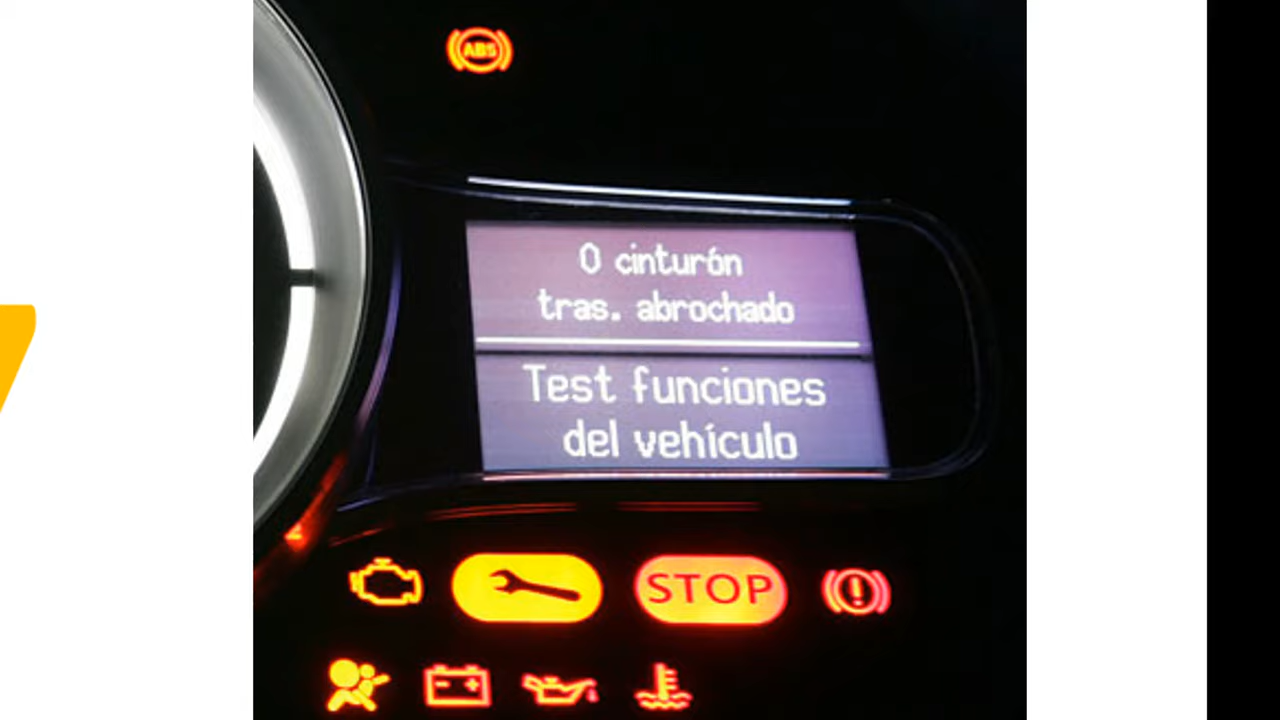 ABS
0 cinturón
tras. abrochado
Test funciones
del vehículo
STOP